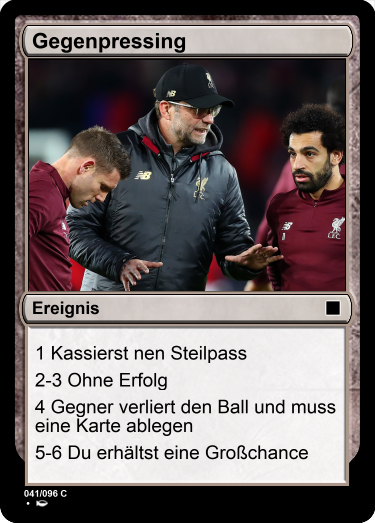 Gegenpressing
Ereignis
1 Kassierst nen Steilpass
2-3 Ohne Erfolg
4 Gegner verliert den Ball und muss
eine Karte ablegen
5-6 Du erhältst eine Großchance
041/096 C